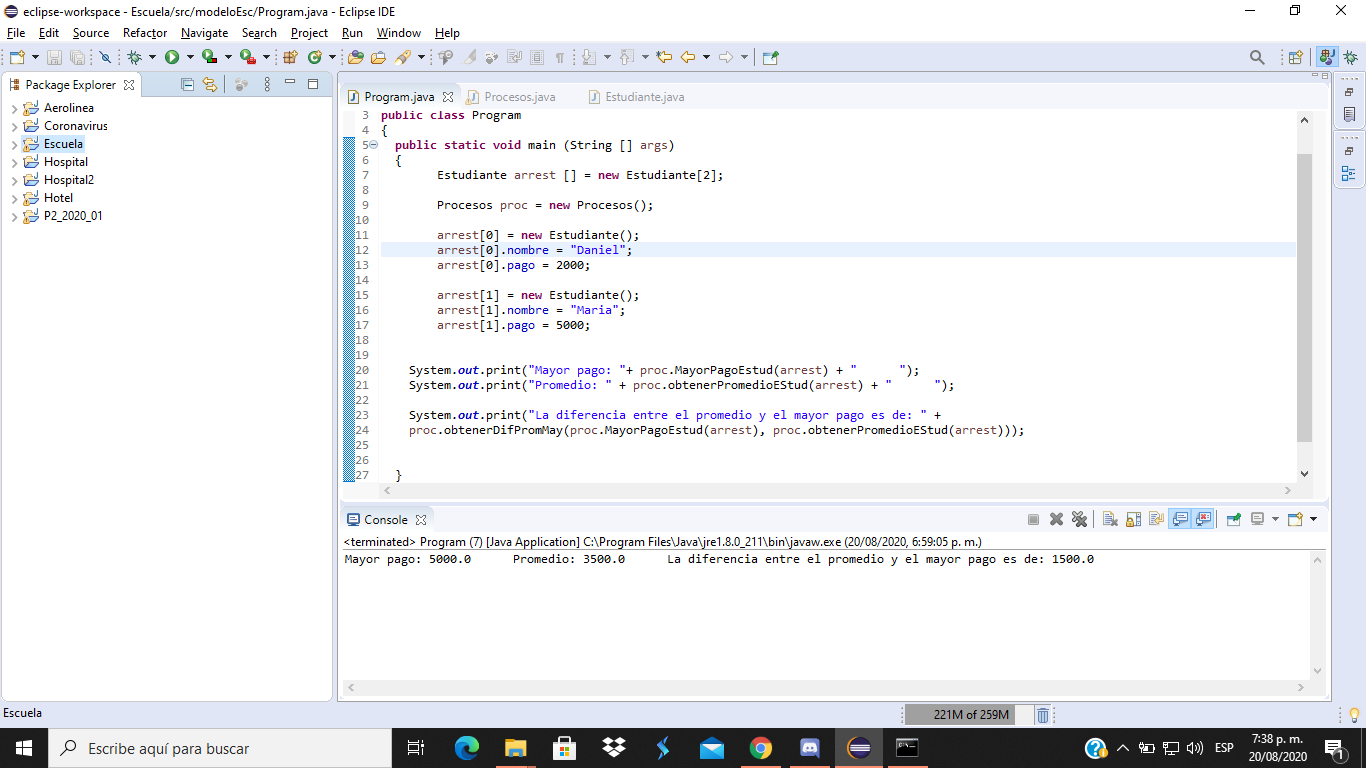 eclipse-workspace - Escuela/src/modeloEsc/Program.java - Eclipse IDE
File Edit Source Refactor Navigate Search Project Run Window Help
Package Explorer
Aerolinea
Coronavirus
Escuela
Hospital
Hospital2
Hotel
P2_2020_01
Program.java Procesos.java Estudiante.java
3 public class Program
4 {
5 public static void main (String [] args)
6 {
7 Estudiante arrest [] = new Estudiante[2];
8
9 Procesos proc = new Procesos();
10
11 arrest[0] = new Estudiante();
12 arrest[0].nombre = "Daniel";
13 arrest[0].pago = 2000;
14
15 arrest[1] = new Estudiante();
16 arrest[1].nombre = "Maria";
17 arrest[1].pago = 5000;
18
19
20 System.out.print("Mayor pago: "+ proc.MayorPagoEstud(arrest) + "      ");
21 System.out.print("Promedio: " + proc.obtenerPromedioEStud(arrest) + "      ");
22
23 System.out.print("La diferencia entre el promedio y el mayor pago es de: " +
24 proc.obtenerDifPromMay(proc.MayorPagoEstud(arrest), proc.obtenerPromedioEStud(arrest)));
25
26
27 }
Console
<terminated> Program (7) [Java Application] C:\Program Files\Java\jre1.8.0_211\bin\javaw.exe (20/08/2020, 6:59:05 p. m.)
Mayor pago: 5000.0      Promedio: 3500.0      La diferencia entre el promedio y el mayor pago es de: 1500.0
Escuela
221M of 259M
Escribe aquí para buscar
ESP
7:38 p. m.
20/08/2020
1